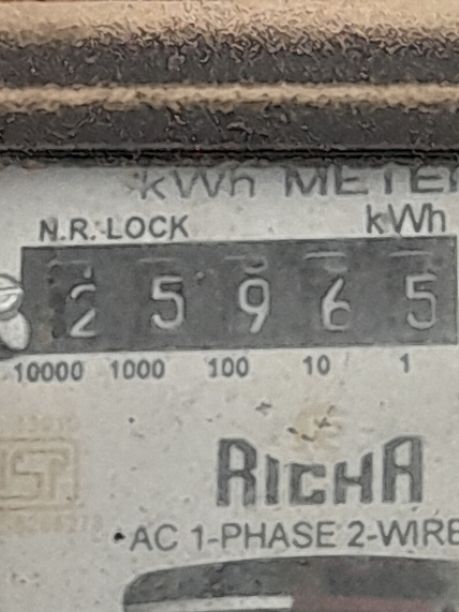 kWh METER
N.R. LOCK kWh
2 5 9 6 5
10000 1000 100 10 1
RICHA
AC 1-PHASE 2-WIRE